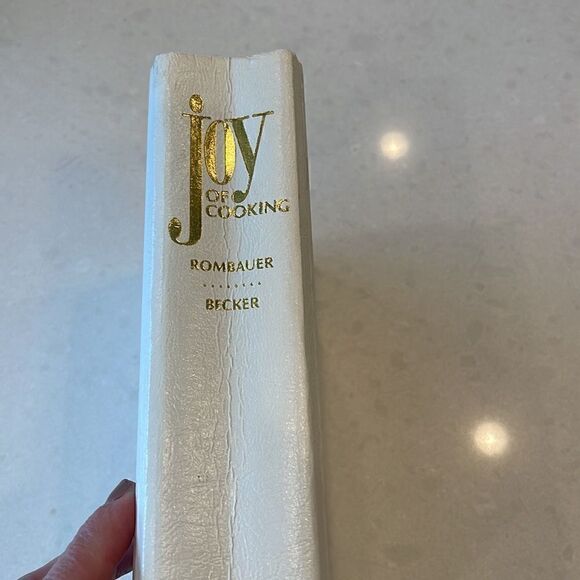 joy
OF
COOKING
ROMBAUER
BECKER